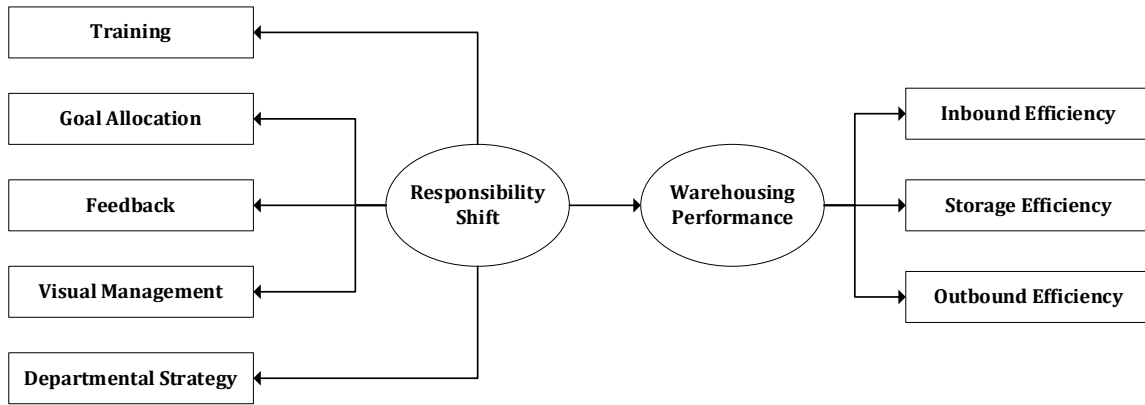 Training
Goal Allocation
Feedback
Visual Management
Departmental Strategy
Responsibility
Shift
Warehousing
Performance
Inbound Efficiency
Storage Efficiency
Outbound Efficiency